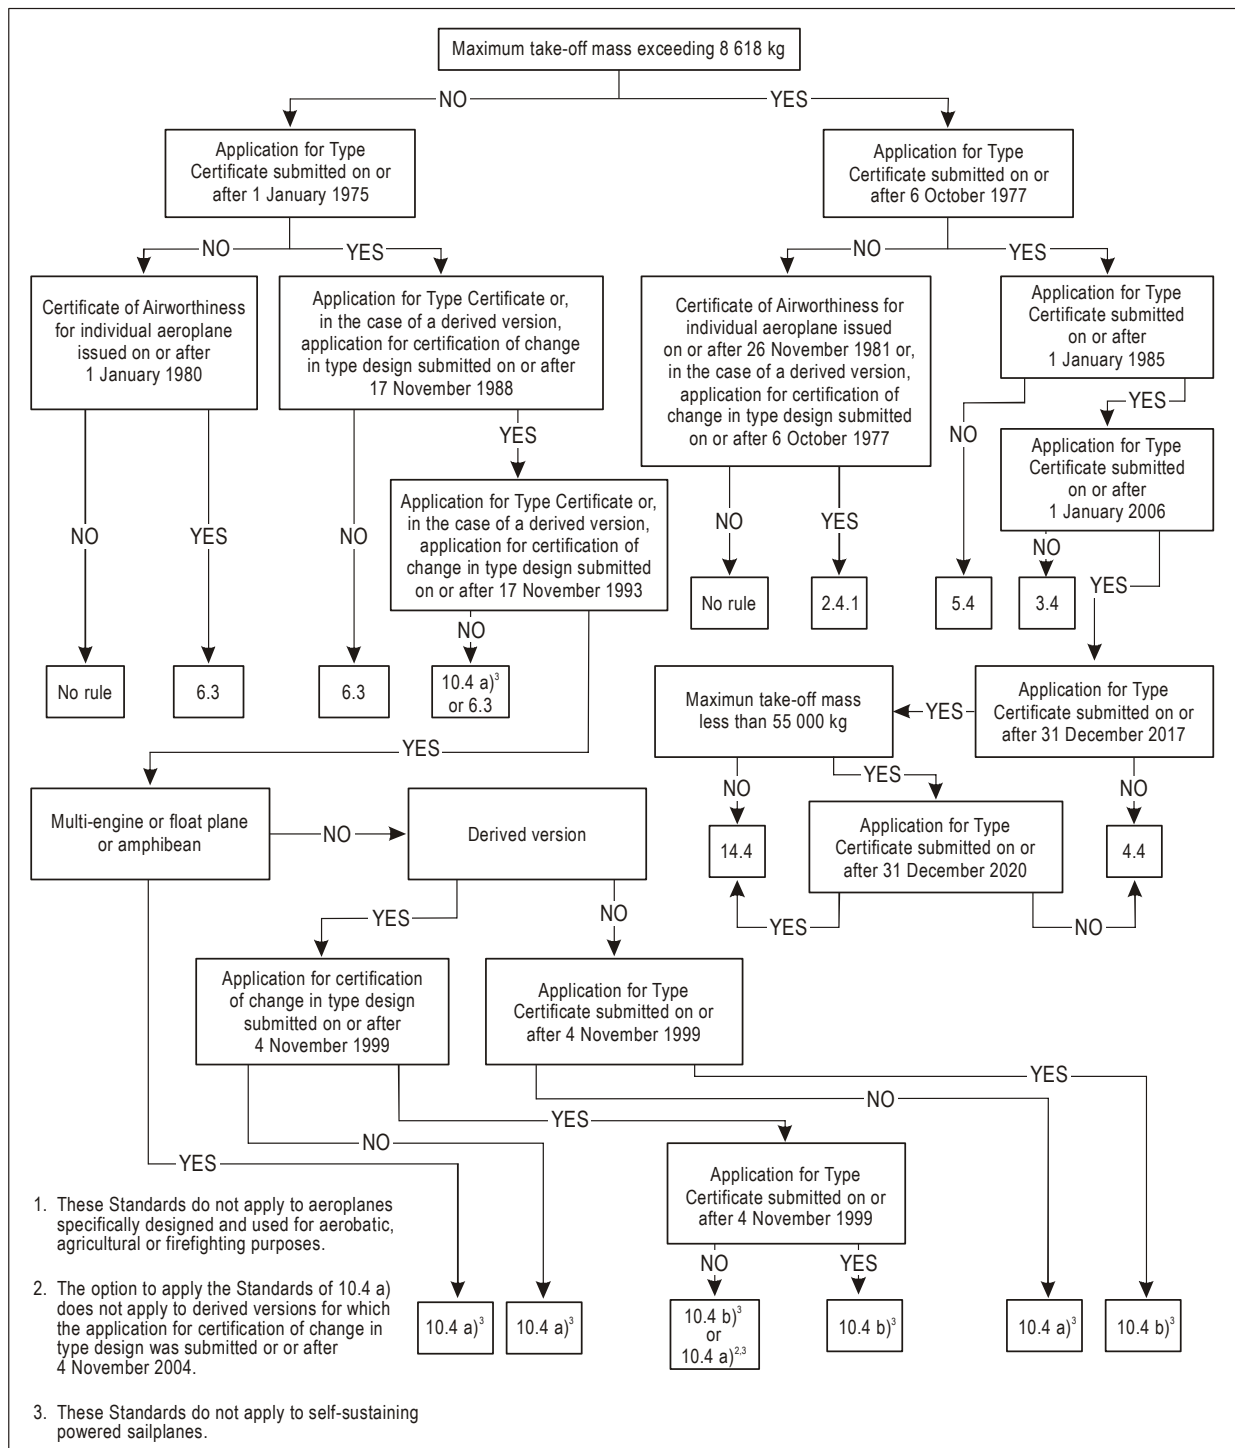 Maximum take-off mass exceeding 8 618 kg
NO
YES
Application for Type
Certificate submitted on or
after 1 January 1975
Application for Type
Certificate submitted on or
after 6 October 1977
NO
YES
NO
YES
Certificate of Airworthiness
for individual aeroplane
issued on or after
1 January 1980
Application for Type Certificate or,
in the case of a derived version,
application for certification of change
in type design submitted on or after
17 November 1988
Certificate of Airworthiness for
individual aeroplane issued
on or after 26 November 1981 or,
in the case of a derived version,
application for certification of
change in type design submitted
on or after 6 October 1977
Application for Type
Certificate submitted
on or after
1 January 1985
YES
NO
YES
Application for Type
Certificate submitted
on or after
1 January 2006
Application for Type Certificate or,
in the case of a derived version,
application for certification of
change in type design submitted
on or after 17 November 1993
NO
YES
NO
NO
YES
NO
YES
No rule
2.4.1
5.4
3.4
NO
No rule
6.3
6.3
10.4 a)3
or 6.3
Maximun take-off mass
less than 55 000 kg
YES
Application for Type
Certificate submitted on or
after 31 December 2017
YES
NO
YES
NO
Multi-engine or float plane
or amphibean
NO
Derived version
14.4
Application for Type
Certificate submitted on or
after 31 December 2020
4.4
YES
NO
YES
NO
Application for certification
of change in type design
submitted on or after
4 November 1999
Application for Type
Certificate submitted on or
after 4 November 1999
YES
NO
YES
NO
YES
Application for Type
Certificate submitted on or
after 4 November 1999
NO
YES
1. These Standards do not apply to aeroplanes
specifically designed and used for aerobatic,
agricultural or firefighting purposes.
2. The option to apply the Standards of 10.4 a)
does not apply to derived versions for which
the application for certification of change in
type design was submitted or or after
4 November 2004.
3. These Standards do not apply to self-sustaining
powered sailplanes.
10.4 a)3
10.4 a)3
10.4 b)3
or
10.4 a)2,3
10.4 b)3
10.4 a)3
10.4 b)3